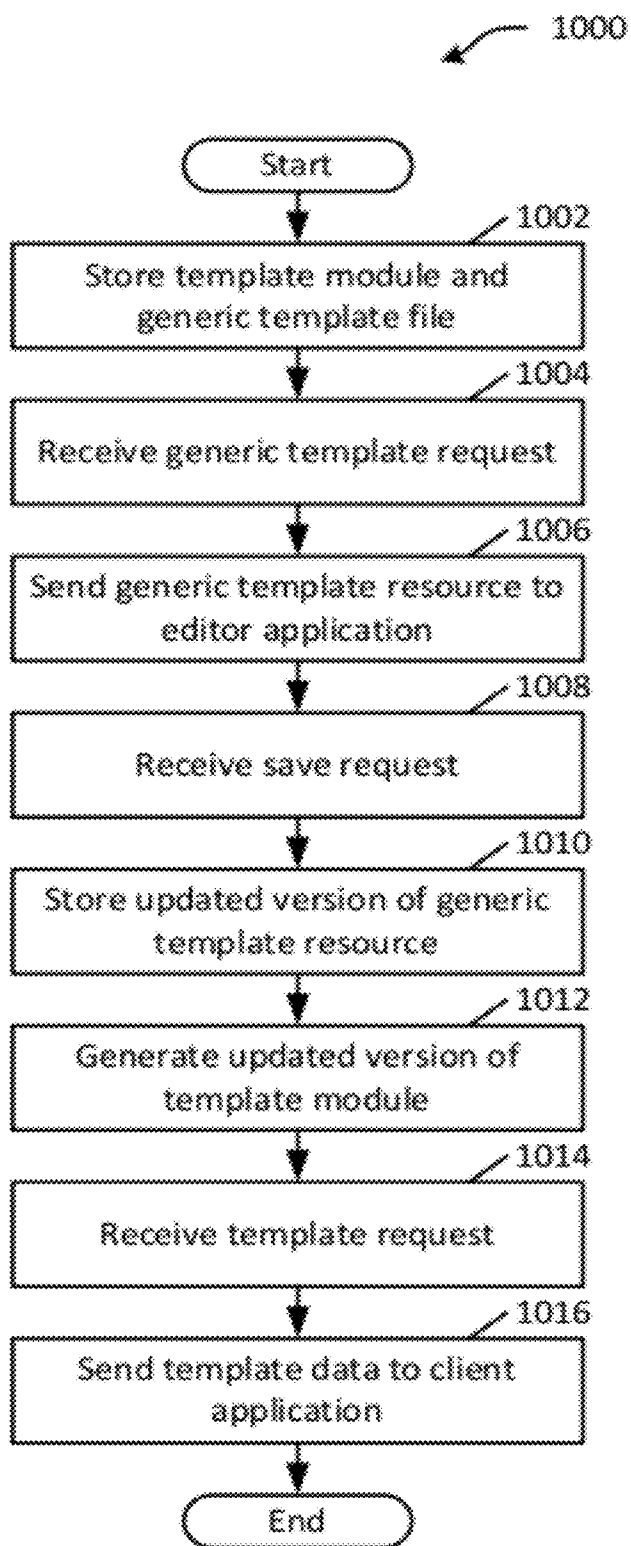 1000
Start
1002
Store template module and
generic template file
1004
Receive generic template request
1006
Send generic template resource to
editor application
1008
Receive save request
1010
Store updated version of generic
template resource
1012
Generate updated version of
template module
1014
Receive template request
1016
Send template data to client
application
End